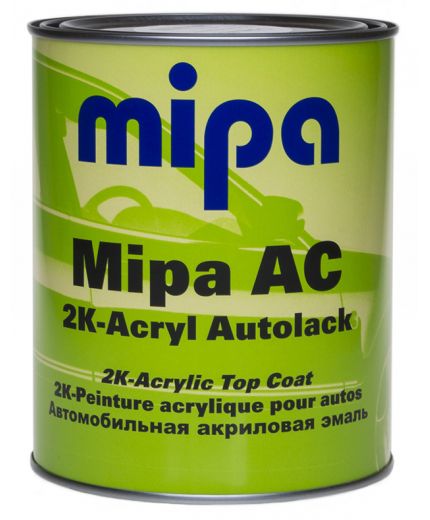 mipa
Mipa AC
2K-Acryl Autolack
2K-Acrylic Top Coat
2K-Peinture acrylique pour autos
Автомобильная акриловая эмаль